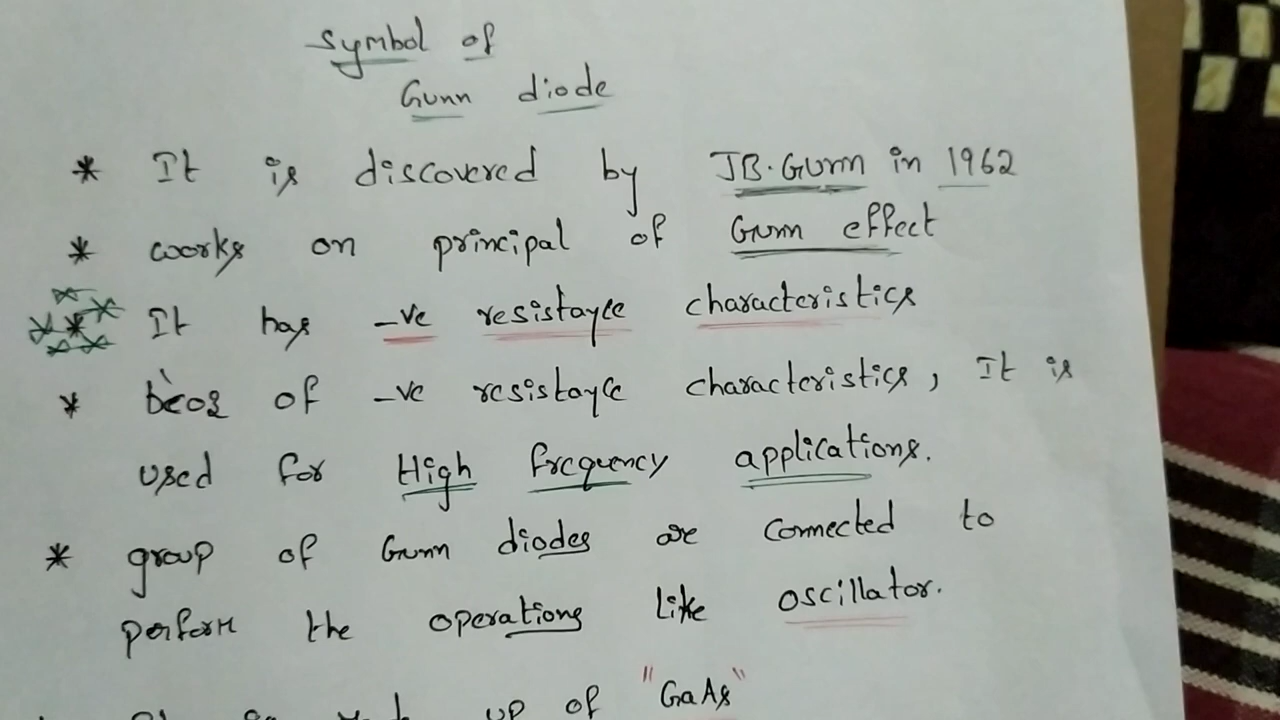 Symbol of
Gunn diode
* It is discovered by J.B.Gunn in 1962
* works on principal of Gunn effect
* It has -ve resistance characteristics
* b'coz of -ve resistance characteristics, It is
used for High frequency applications.
* group of Gunn diodes are connected to
perform the operations like oscillator.
up of "GaAs"